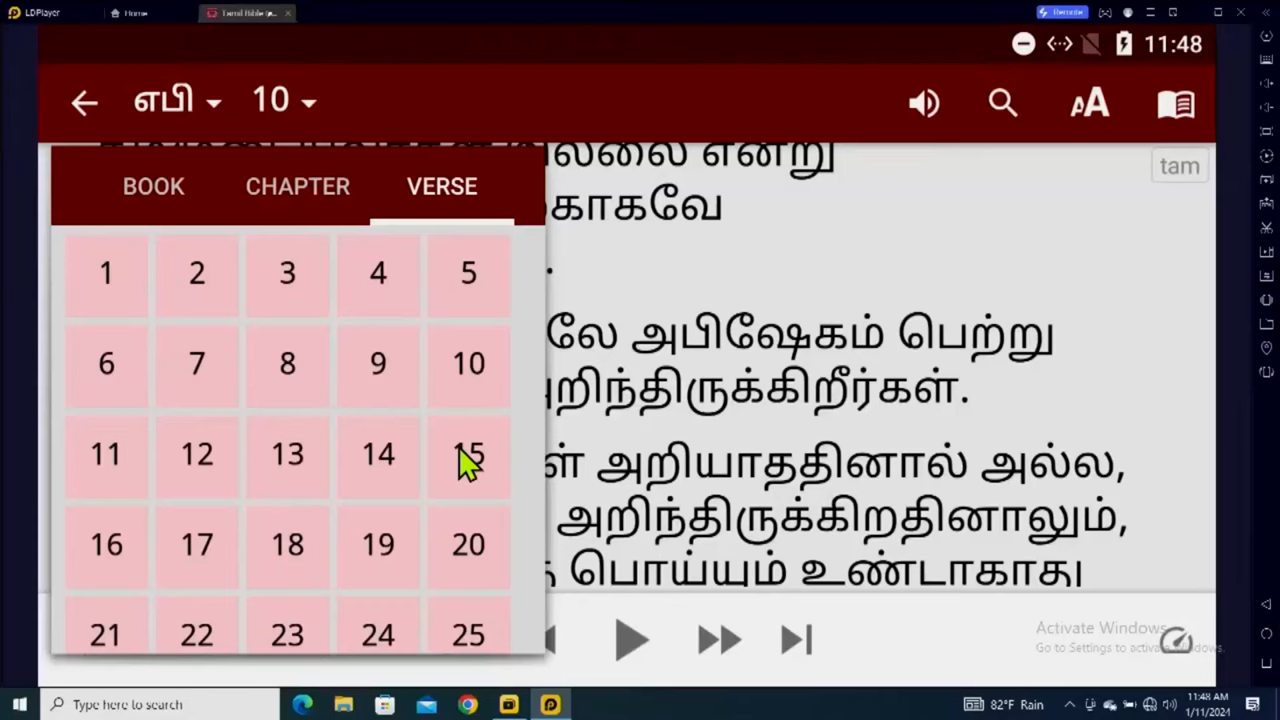 LDPlayer
Home
Tamil Bible (
Remote
11:48
எபி
10
ல்லை என்று
tam
BOOK
CHAPTER
VERSE
காகவே
1 2 3 4 5
லே அபிஷேகம் பெற்று
6 7 8 9 10
றிந்திருக்கிறீர்கள்.
11 12 13 14 15
அறியாததினால் அல்ல,
அறிந்திருக்கிறதினாலும்,
16 17 18 19 20
பொய்யும் உண்டாகாது
21 22 23 24 25
Activate Windows
Go to Settings to activate Windows.
Type here to search
82°F Rain
11:48 AM
1/11/2024